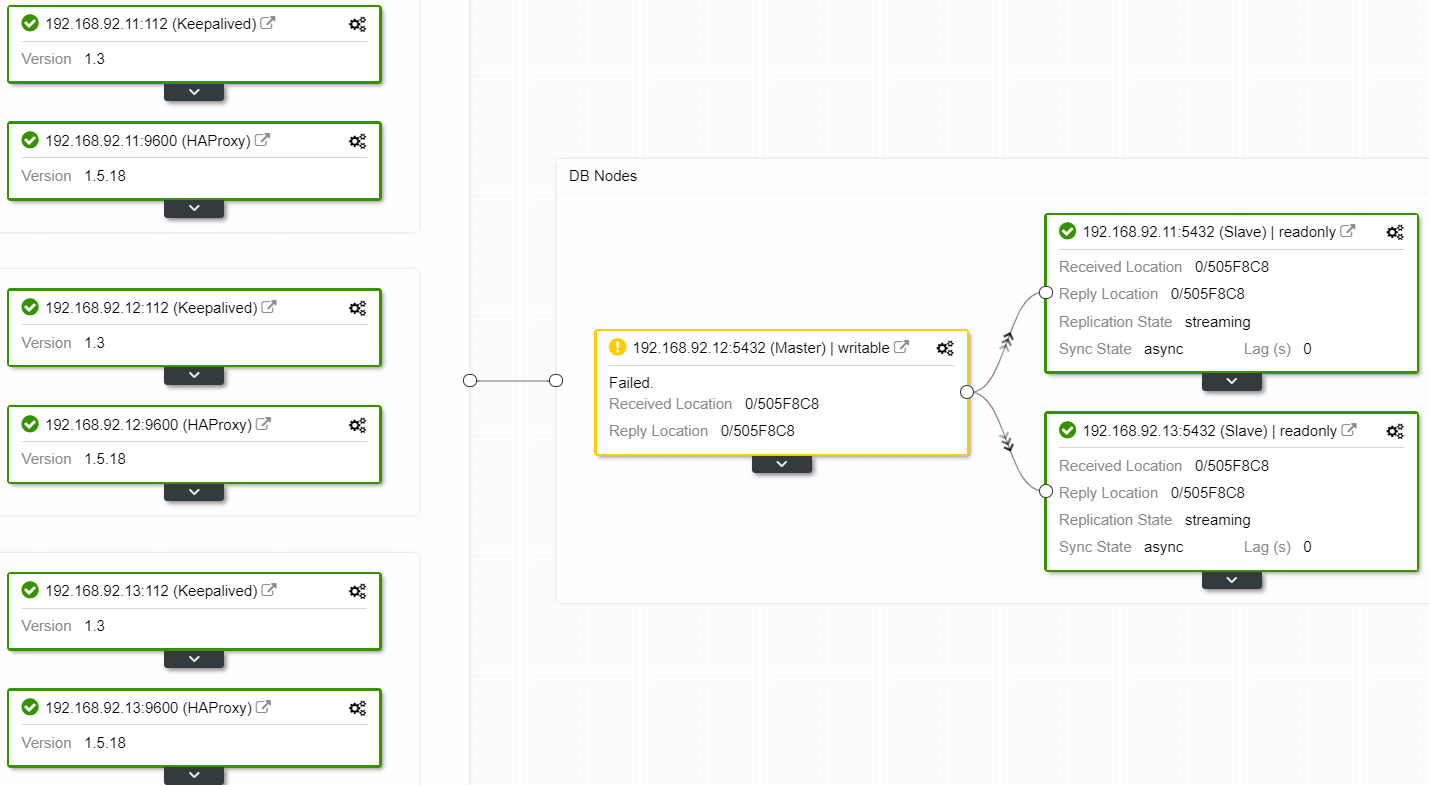 192.168.92.11:112 (Keepalived)
Version 1.3
192.168.92.11:9600 (HAProxy)
Version 1.5.18
192.168.92.12:112 (Keepalived)
Version 1.3
192.168.92.12:9600 (HAProxy)
Version 1.5.18
192.168.92.13:112 (Keepalived)
Version 1.3
192.168.92.13:9600 (HAProxy)
Version 1.5.18
DB Nodes
192.168.92.12:5432 (Master) | writable
Failed.
Received Location 0/505F8C8
Reply Location 0/505F8C8
192.168.92.11:5432 (Slave) | readonly
Received Location 0/505F8C8
Reply Location 0/505F8C8
Replication State streaming
Sync State async Lag (s) 0
192.168.92.13:5432 (Slave) | readonly
Received Location 0/505F8C8
Reply Location 0/505F8C8
Replication State streaming
Sync State async Lag (s) 0